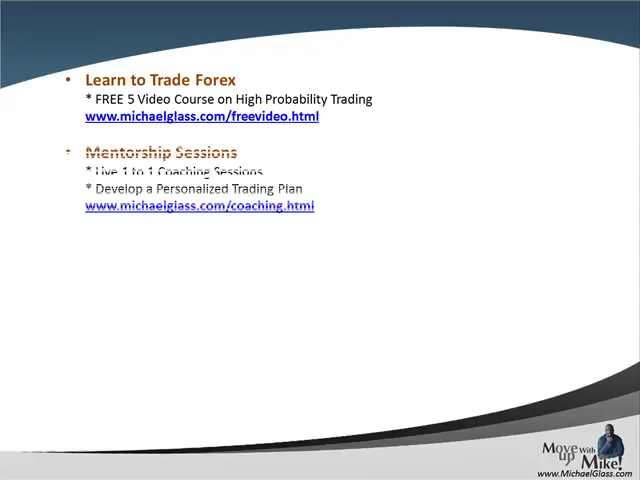 • Learn to Trade Forex
* FREE 5 Video Course on High Probability Trading
www.michaelglass.com/freevideo.html
• Mentorship Sessions
* Live 1 to 1 Coaching Sessions
* Develop a Personalized Trading Plan
www.michaelglass.com/coaching.html
Move up With Mike!
www.MichaelGlass.com